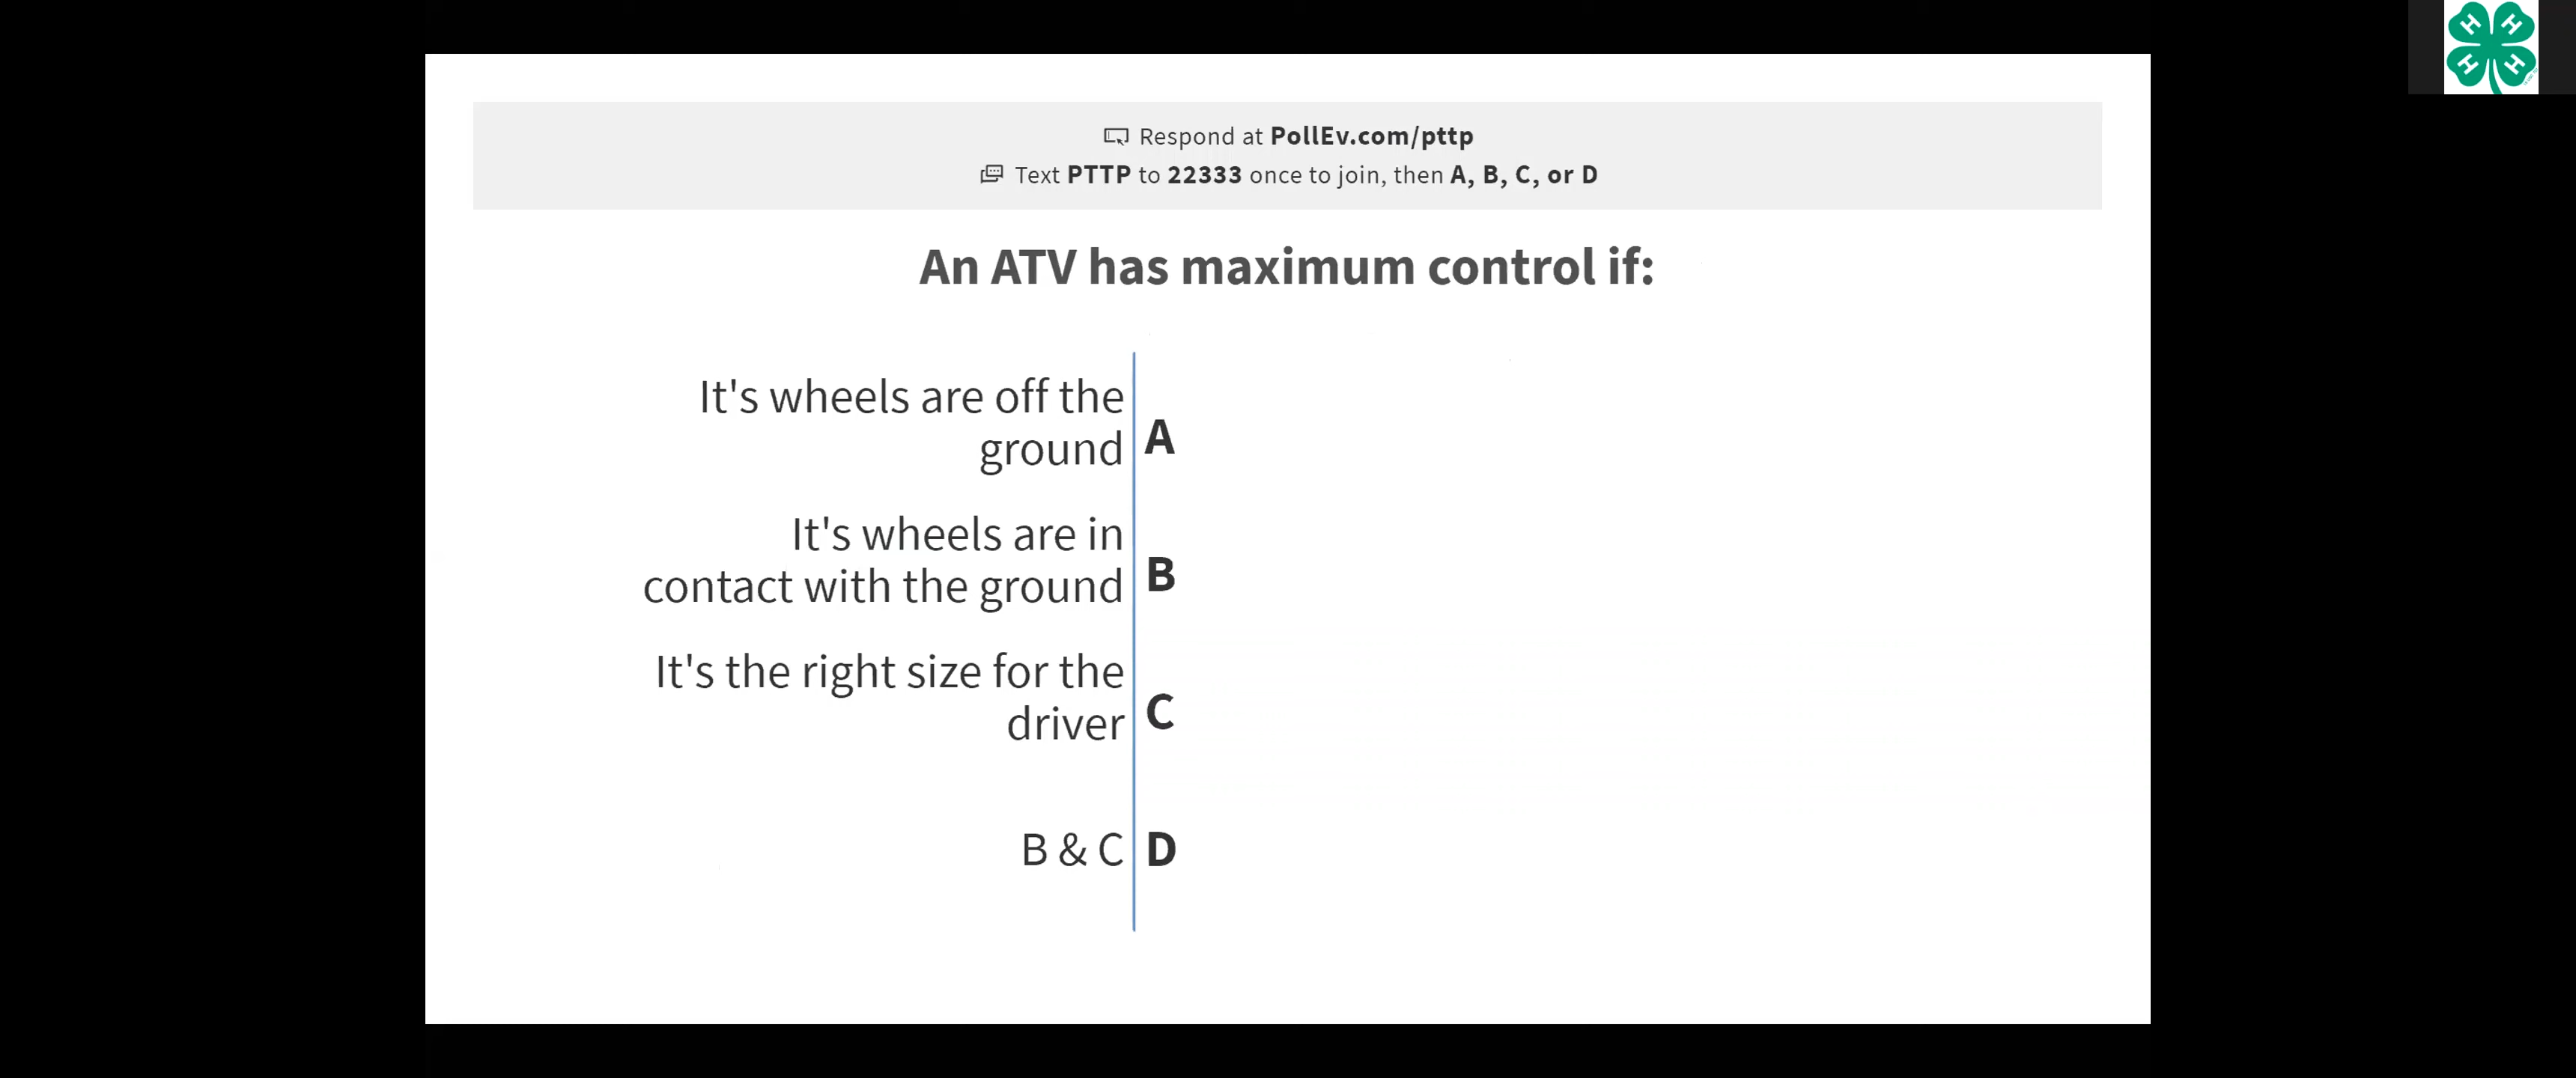 Respond at PollEv.com/pttp
Text PTTP to 22333 once to join, then A, B, C, or D
An ATV has maximum control if:
It's wheels are off the
ground
A
It's wheels are in
contact with the ground
B
It's the right size for the
driver
C
B & C
D
H H
H H